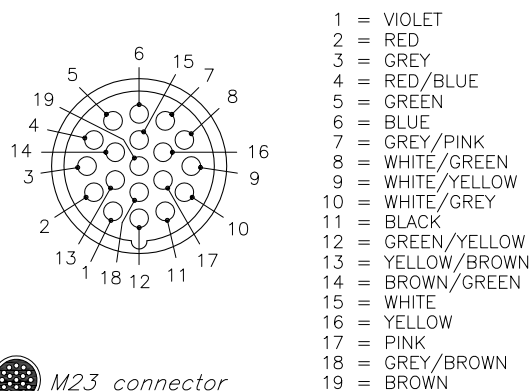 6
15
5
7
19
8
4
14
16
3
9
2
10
13
17
1
18
12
11
1 = VIOLET
2 = RED
3 = GREY
4 = RED/BLUE
5 = GREEN
6 = BLUE
7 = GREY/PINK
8 = WHITE/GREEN
9 = WHITE/YELLOW
10 = WHITE/GREY
11 = BLACK
12 = GREEN/YELLOW
13 = YELLOW/BROWN
14 = BROWN/GREEN
15 = WHITE
16 = YELLOW
17 = PINK
18 = GREY/BROWN
19 = BROWN
M23 connector